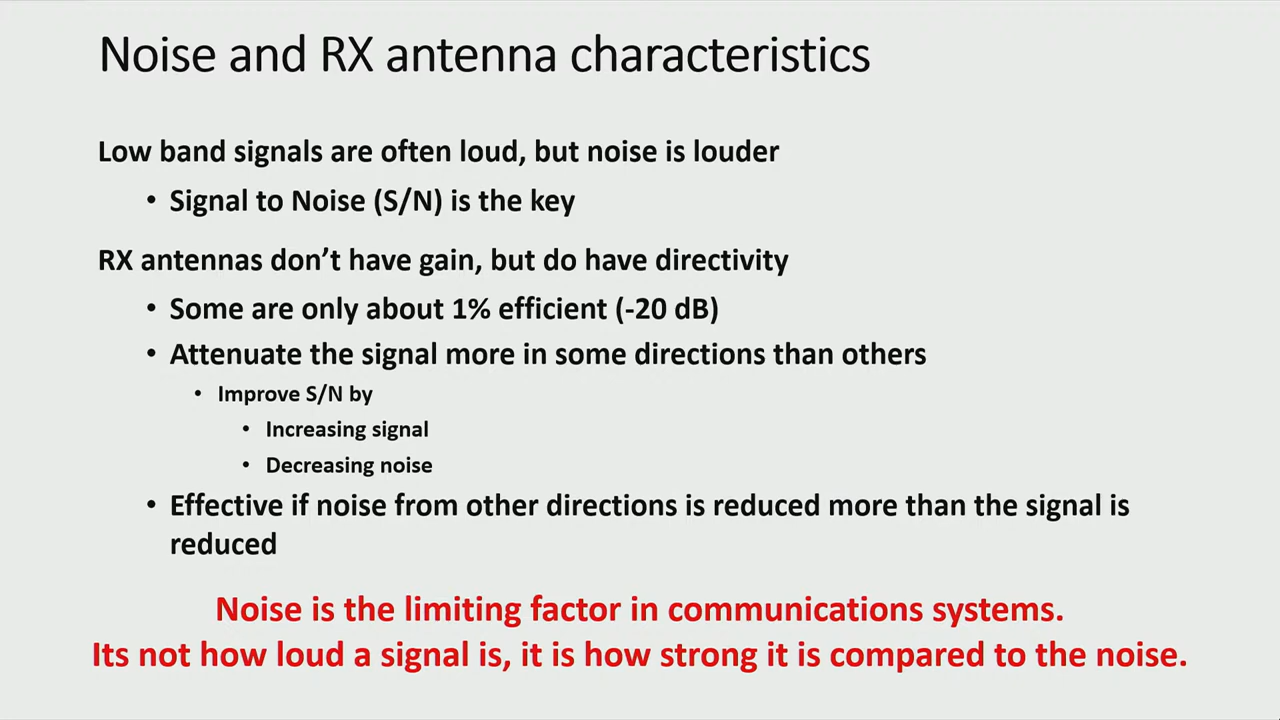 Noise and RX antenna characteristics
Low band signals are often loud, but noise is louder
• Signal to Noise (S/N) is the key
RX antennas don’t have gain, but do have directivity
• Some are only about 1% efficient (-20 dB)
• Attenuate the signal more in some directions than others
• Improve S/N by
• Increasing signal
• Decreasing noise
• Effective if noise from other directions is reduced more than the signal is
reduced
Noise is the limiting factor in communications systems.
Its not how loud a signal is, it is how strong it is compared to the noise.